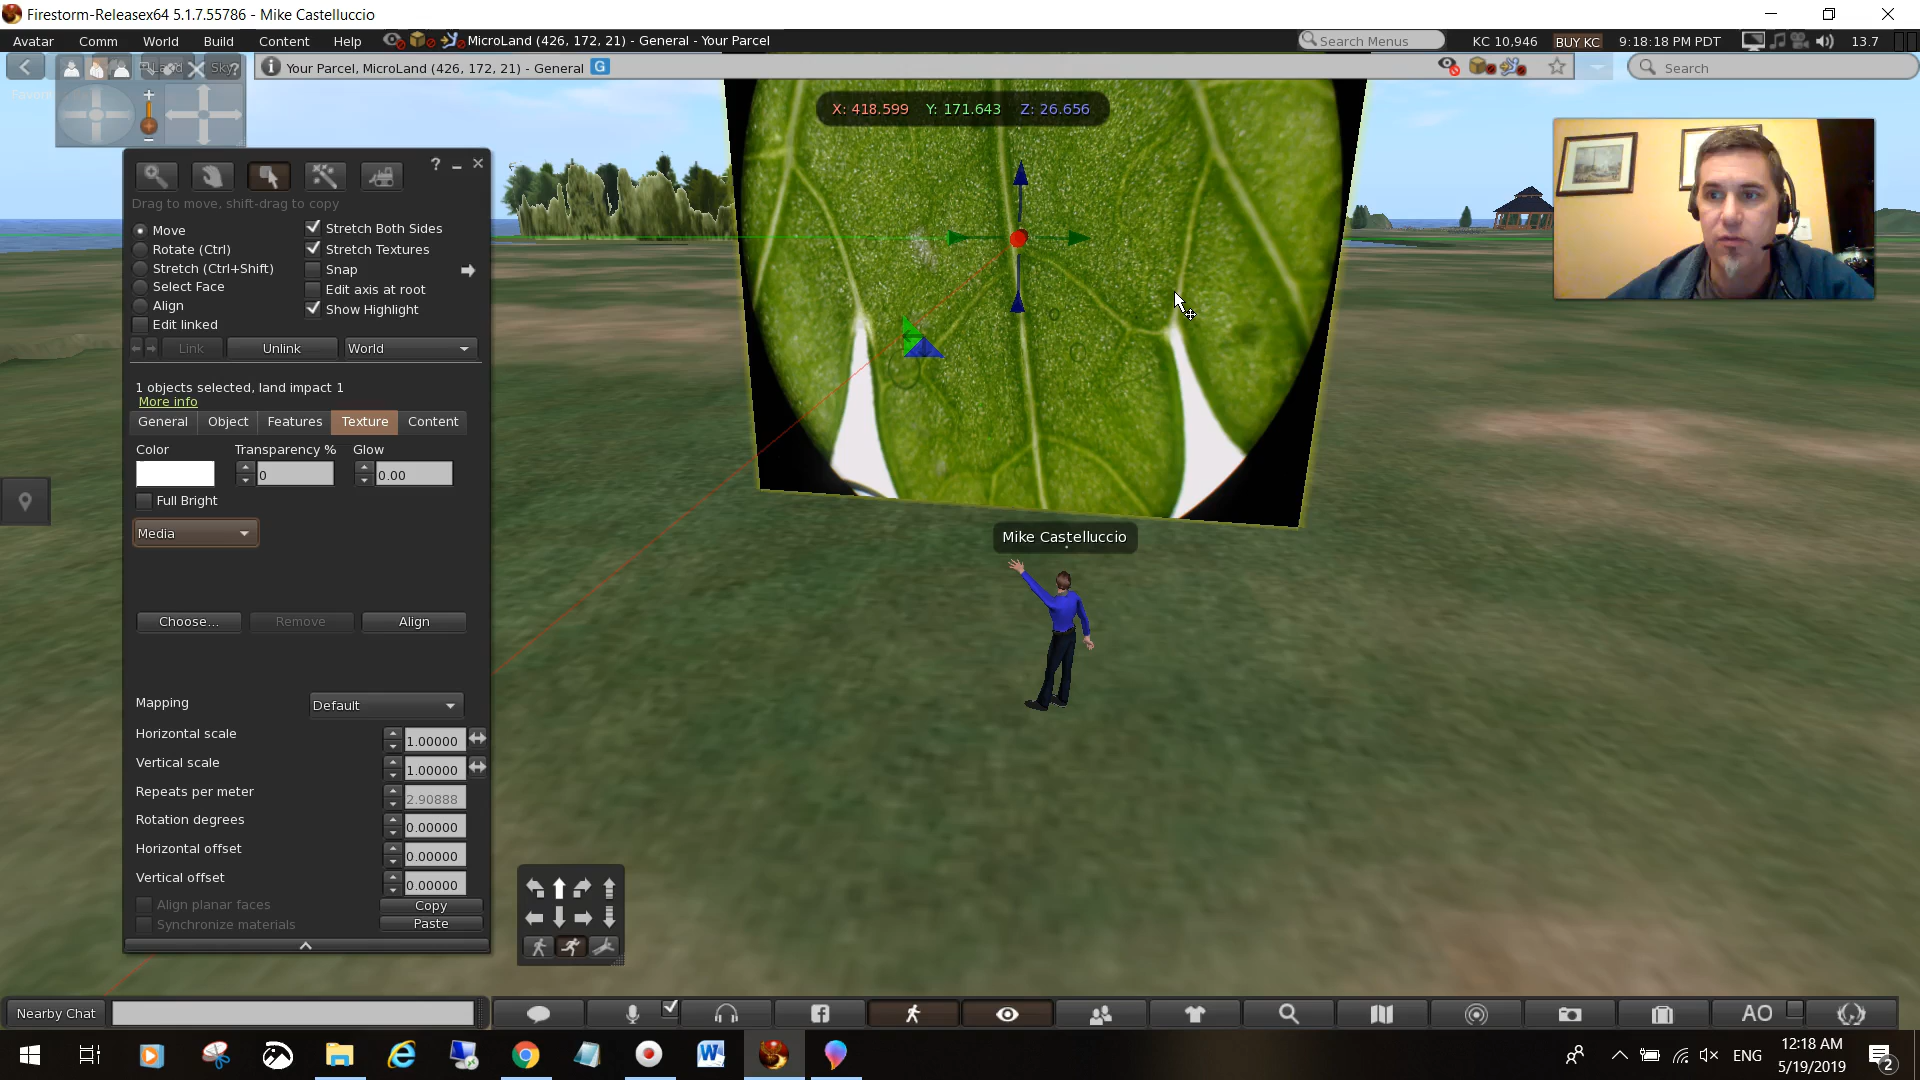 Firestorm-Releasex64 5.1.7.55786 - Mike Castelluccio
Avatar Comm World Build Content Help MicroLand (426, 172, 21) - General - Your Parcel Search Menus KC 10,946 BUY KC 9:18:18 PM PDT 13.7
Your Parcel, MicroLand (426, 172, 21) - General G Search
X: 418.599 Y: 171.643 Z: 26.656
Drag to move, shift-drag to copy
Move Stretch Both Sides
Rotate (Ctrl) Stretch Textures
Stretch (Ctrl+Shift) Snap
Select Face Edit axis at root
Align Show Highlight
Edit linked
Link Unlink World
1 objects selected, land impact 1
More info
General Object Features Texture Content
Color Transparency % Glow
0 0.00
Full Bright
Media
Mike Castelluccio
Choose... Remove Align
Mapping Default
Horizontal scale 1.00000
Vertical scale 1.00000
Repeats per meter 2.90888
Rotation degrees 0.00000
Horizontal offset 0.00000
Vertical offset 0.00000
Align planar faces Copy
Synchronize materials Paste
Nearby Chat AO
ENG 12:18 AM
5/19/2019 2